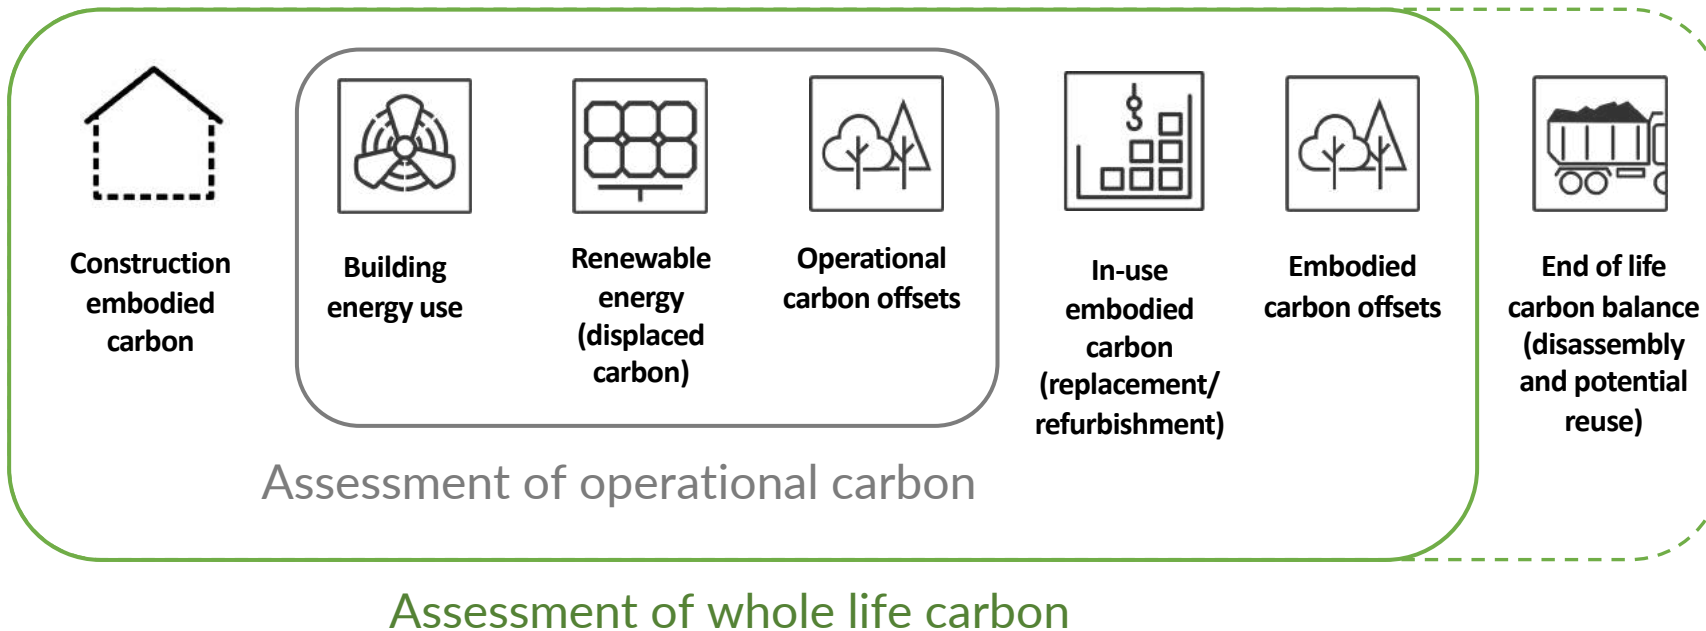 Construction
embodied
carbon
Building
energy use
Renewable
energy
(displaced
carbon)
Operational
carbon offsets
In-use
embodied
carbon
(replacement/
refurbishment)
Embodied
carbon offsets
End of life
carbon balance
(disassembly
and potential
reuse)
Assessment of operational carbon
Assessment of whole life carbon